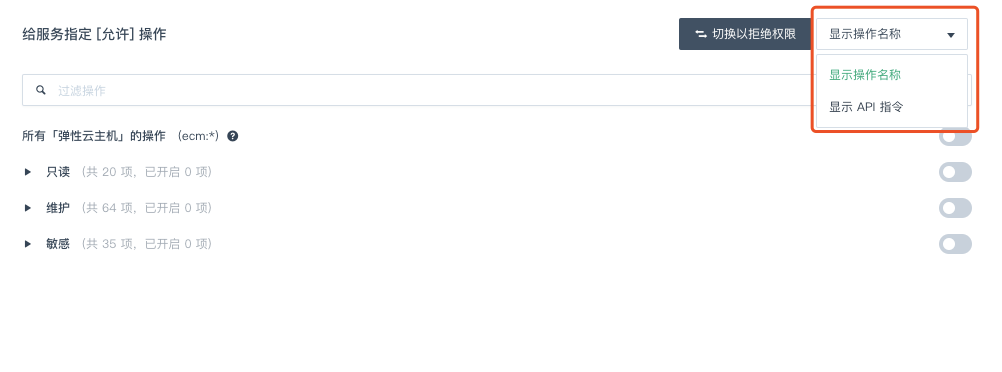 给服务指定 [允许] 操作
切换以拒绝权限
显示操作名称
显示操作名称
显示 API 指令
过滤操作
所有「弹性云主机」的操作 (ecm:*) ?
只读 (共 20 项，已开启 0 项)
维护 (共 64 项，已开启 0 项)
敏感 (共 35 项，已开启 0 项)